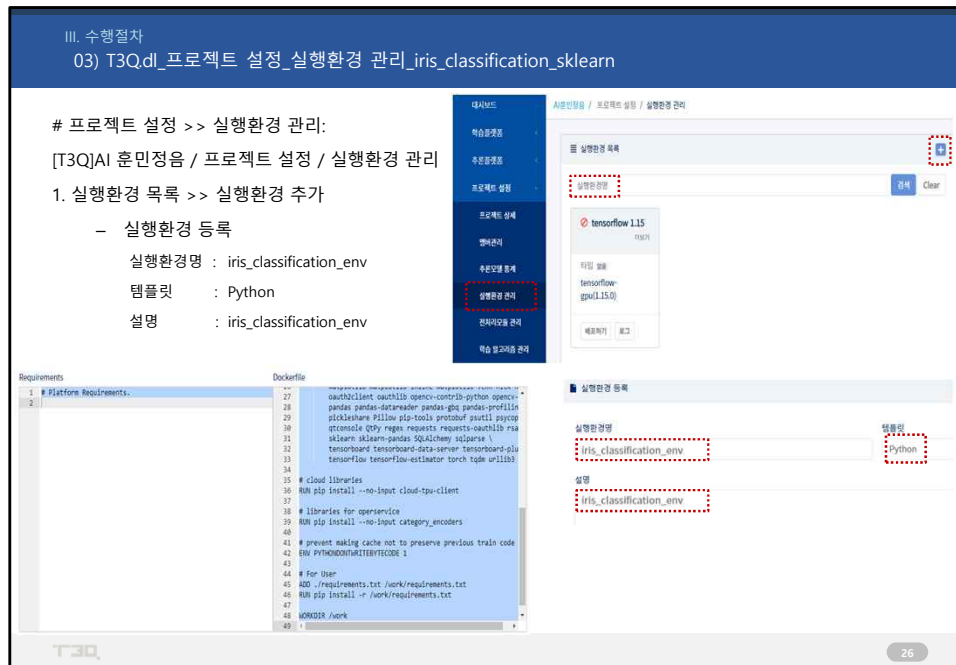 III. 수행절차
03) T3Q.dl_프로젝트 설정_실행환경 관리_iris_classification_sklearn
# 프로젝트 설정 >> 실행환경 관리:
[T3Q]AI 훈민정음 / 프로젝트 설정 / 실행환경 관리
1. 실행환경 목록 >> 실행환경 추가
– 실행환경 등록
실행환경명 : iris_classification_env
템플릿 : Python
설명 : iris_classification_env
대시보드
학습플랫폼
추론플랫폼
프로젝트 설정
프로젝트 상세
멤버관리
추론모델 통계
실행환경 관리
전처리모듈 관리
학습 알고리즘 관리
AI훈민정음 / 프로젝트 설정 / 실행환경 관리
실행환경 목록
실행환경명
검색 Clear
tensorflow 1.15
더보기
타입 없음
tensorflow-
gpu(1.15.0)
배포하기 로그
Requirements
1 # Platform Requirements.
2
Dockerfile
27 oauth2client oauthlib opencv-contrib-python opencv-
28 pandas pandas-datareader pandas-gbq pandas-profilin
29 pickleshare Pillow pip-tools protobuf psutil psycop
30 qtconsole QtPy regex requests requests-oauthlib rsa
31 sklearn sklearn-pandas SQLAlchemy sqlparse \
32 tensorboard tensorboard-data-server tensorboard-plu
33 tensorflow tensorflow-estimator torch tqdm urllib3
34
35 # cloud libraries
36 RUN pip install --no-input cloud-tpu-client
37
38 # libraries for operservice
39 RUN pip install --no-input category_encoders
40
41 # prevent making cache not to preserve previous train code
42 ENV PYTHONDONTWRITEBYTECODE 1
43
44 # For User
45 ADD ./requirements.txt /work/requirements.txt
46 RUN pip install -r /work/requirements.txt
47
48 WORKDIR /work
49
실행환경 등록
실행환경명 템플릿
iris_classification_env Python
설명
iris_classification_env
T3Q
26